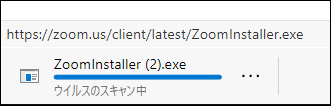 https://zoom.us/client/latest/ZoomInstaller.exe
ZoomInstaller (2).exe
ウイルスのスキャン中